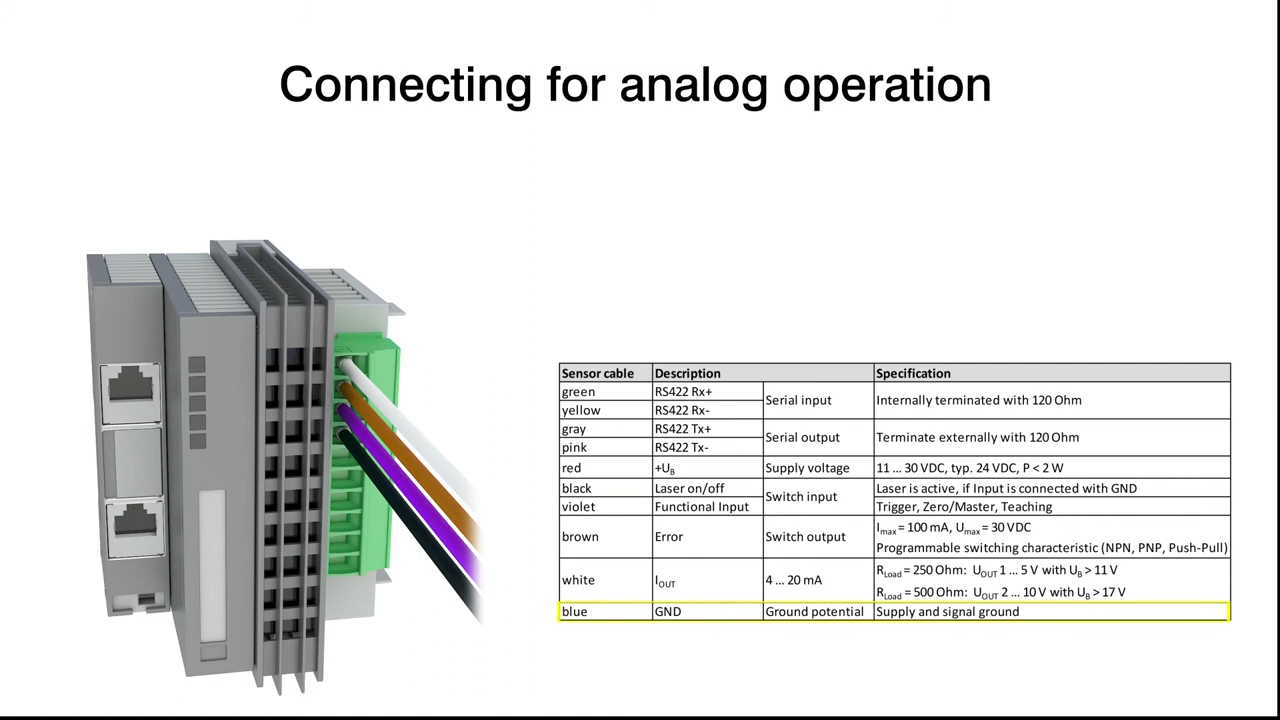 Connecting for analog operation
Sensor cable Description Specification
green RS422 Rx+ Serial input Internally terminated with 120 Ohm
yellow RS422 Rx-
gray RS422 Tx+ Serial output Terminate externally with 120 Ohm
pink RS422 Tx-
red +UB Supply voltage 11 ... 30 VDC, typ. 24 VDC, P < 2 W
black Laser on/off Switch input Laser is active, if Input is connected with GND
violet Functional Input Trigger, Zero/Master, Teaching
brown Error Switch output Imax = 100 mA, Umax = 30 VDC
Programmable switching characteristic (NPN, PNP, Push-Pull)
white IOUT 4 ... 20 mA RLoad = 250 Ohm: UOUT 1 ... 5 V with UB > 11 V
RLoad = 500 Ohm: UOUT 2 ... 10 V with UB > 17 V
blue GND Ground potential Supply and signal ground